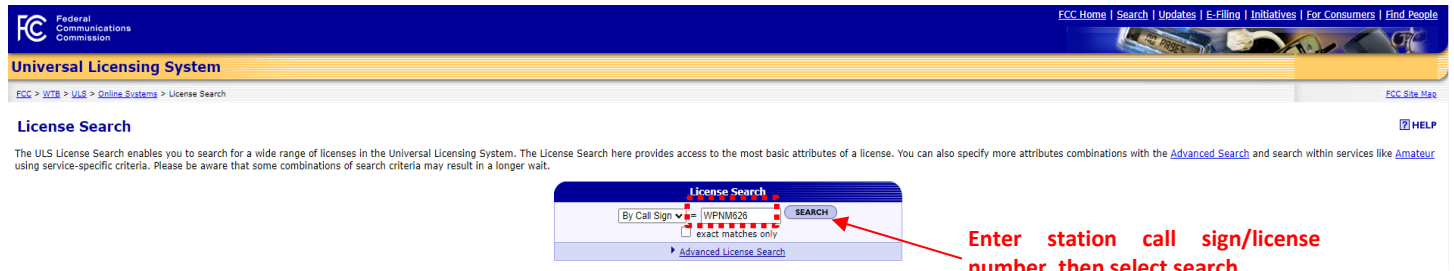 FCC Federal
Communications
Commission
FCC Home | Search | Updates | E-Filing | Initiatives | For Consumers | Find People
Universal Licensing System
FCC > WTB > ULS > Online Systems > License Search
FCC Site Map
License Search
? HELP
The ULS License Search enables you to search for a wide range of licenses in the Universal Licensing System. The License Search here provides access to the most basic attributes of a license. You can also specify more attributes combinations with the Advanced Search and search within services like Amateur
using service-specific criteria. Please be aware that some combinations of search criteria may result in a longer wait.
License Search
By Call Sign = WPNM626 SEARCH
exact matches only
Advanced License Search
Enter station call sign/license
number, then select search